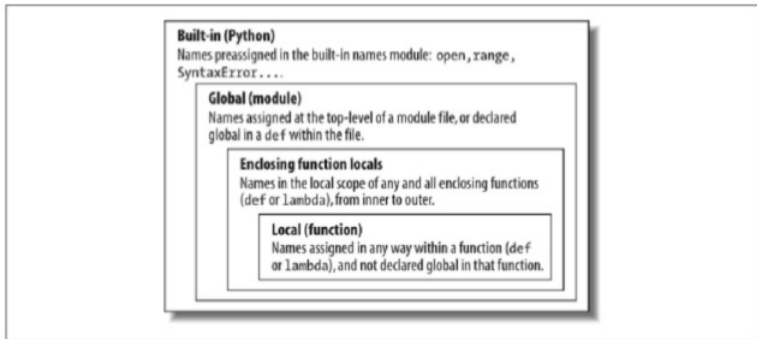 Built-in (Python)
Names preassigned in the built-in names module: open, range,
SyntaxError....
Global (module)
Names assigned at the top-level of a module file, or declared
global in a def within the file.
Enclosing function locals
Names in the local scope of any and all enclosing functions
(def or lambda), from inner to outer.
Local (function)
Names assigned in any way within a function (def
or lambda), and not declared global in that function.